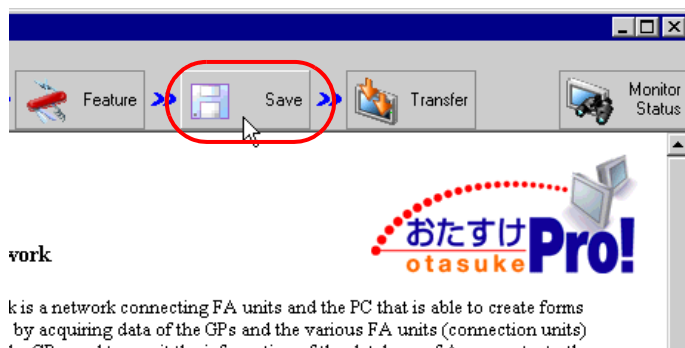 Feature
Save
Transfer
Monitor
Status
おたすけPro!
otasuke
work
k is a network connecting FA units and the PC that is able to create forms
by acquiring data of the GPs and the various FA units (connection units)